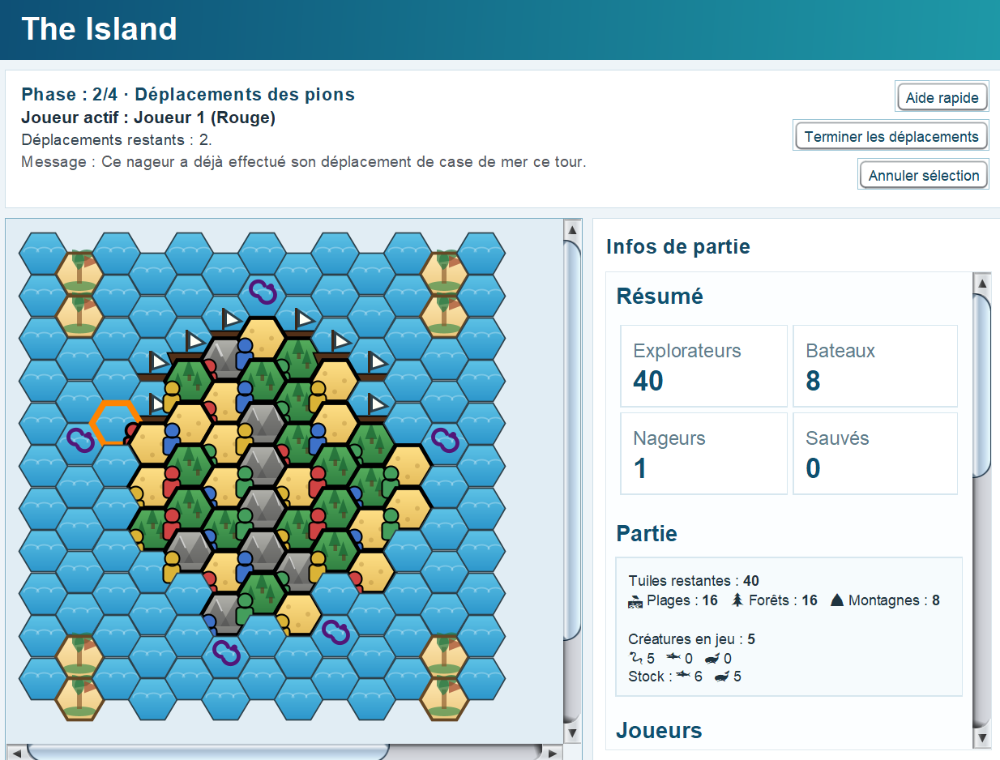 The Island
Phase : 2/4 · Déplacements des pions
Joueur actif : Joueur 1 (Rouge)
Déplacements restants : 2.
Message : Ce nageur a déjà effectué son déplacement de case de mer ce tour.
Aide rapide
Terminer les déplacements
Annuler sélection
Infos de partie
Résumé
Explorateurs
40
Bateaux
8
Nageurs
1
Sauvés
0
Partie
Tuiles restantes : 40
Plages : 16 Forêts : 16 Montagnes : 8
Créatures en jeu : 5
5 0 0
Stock : 6 5
Joueurs